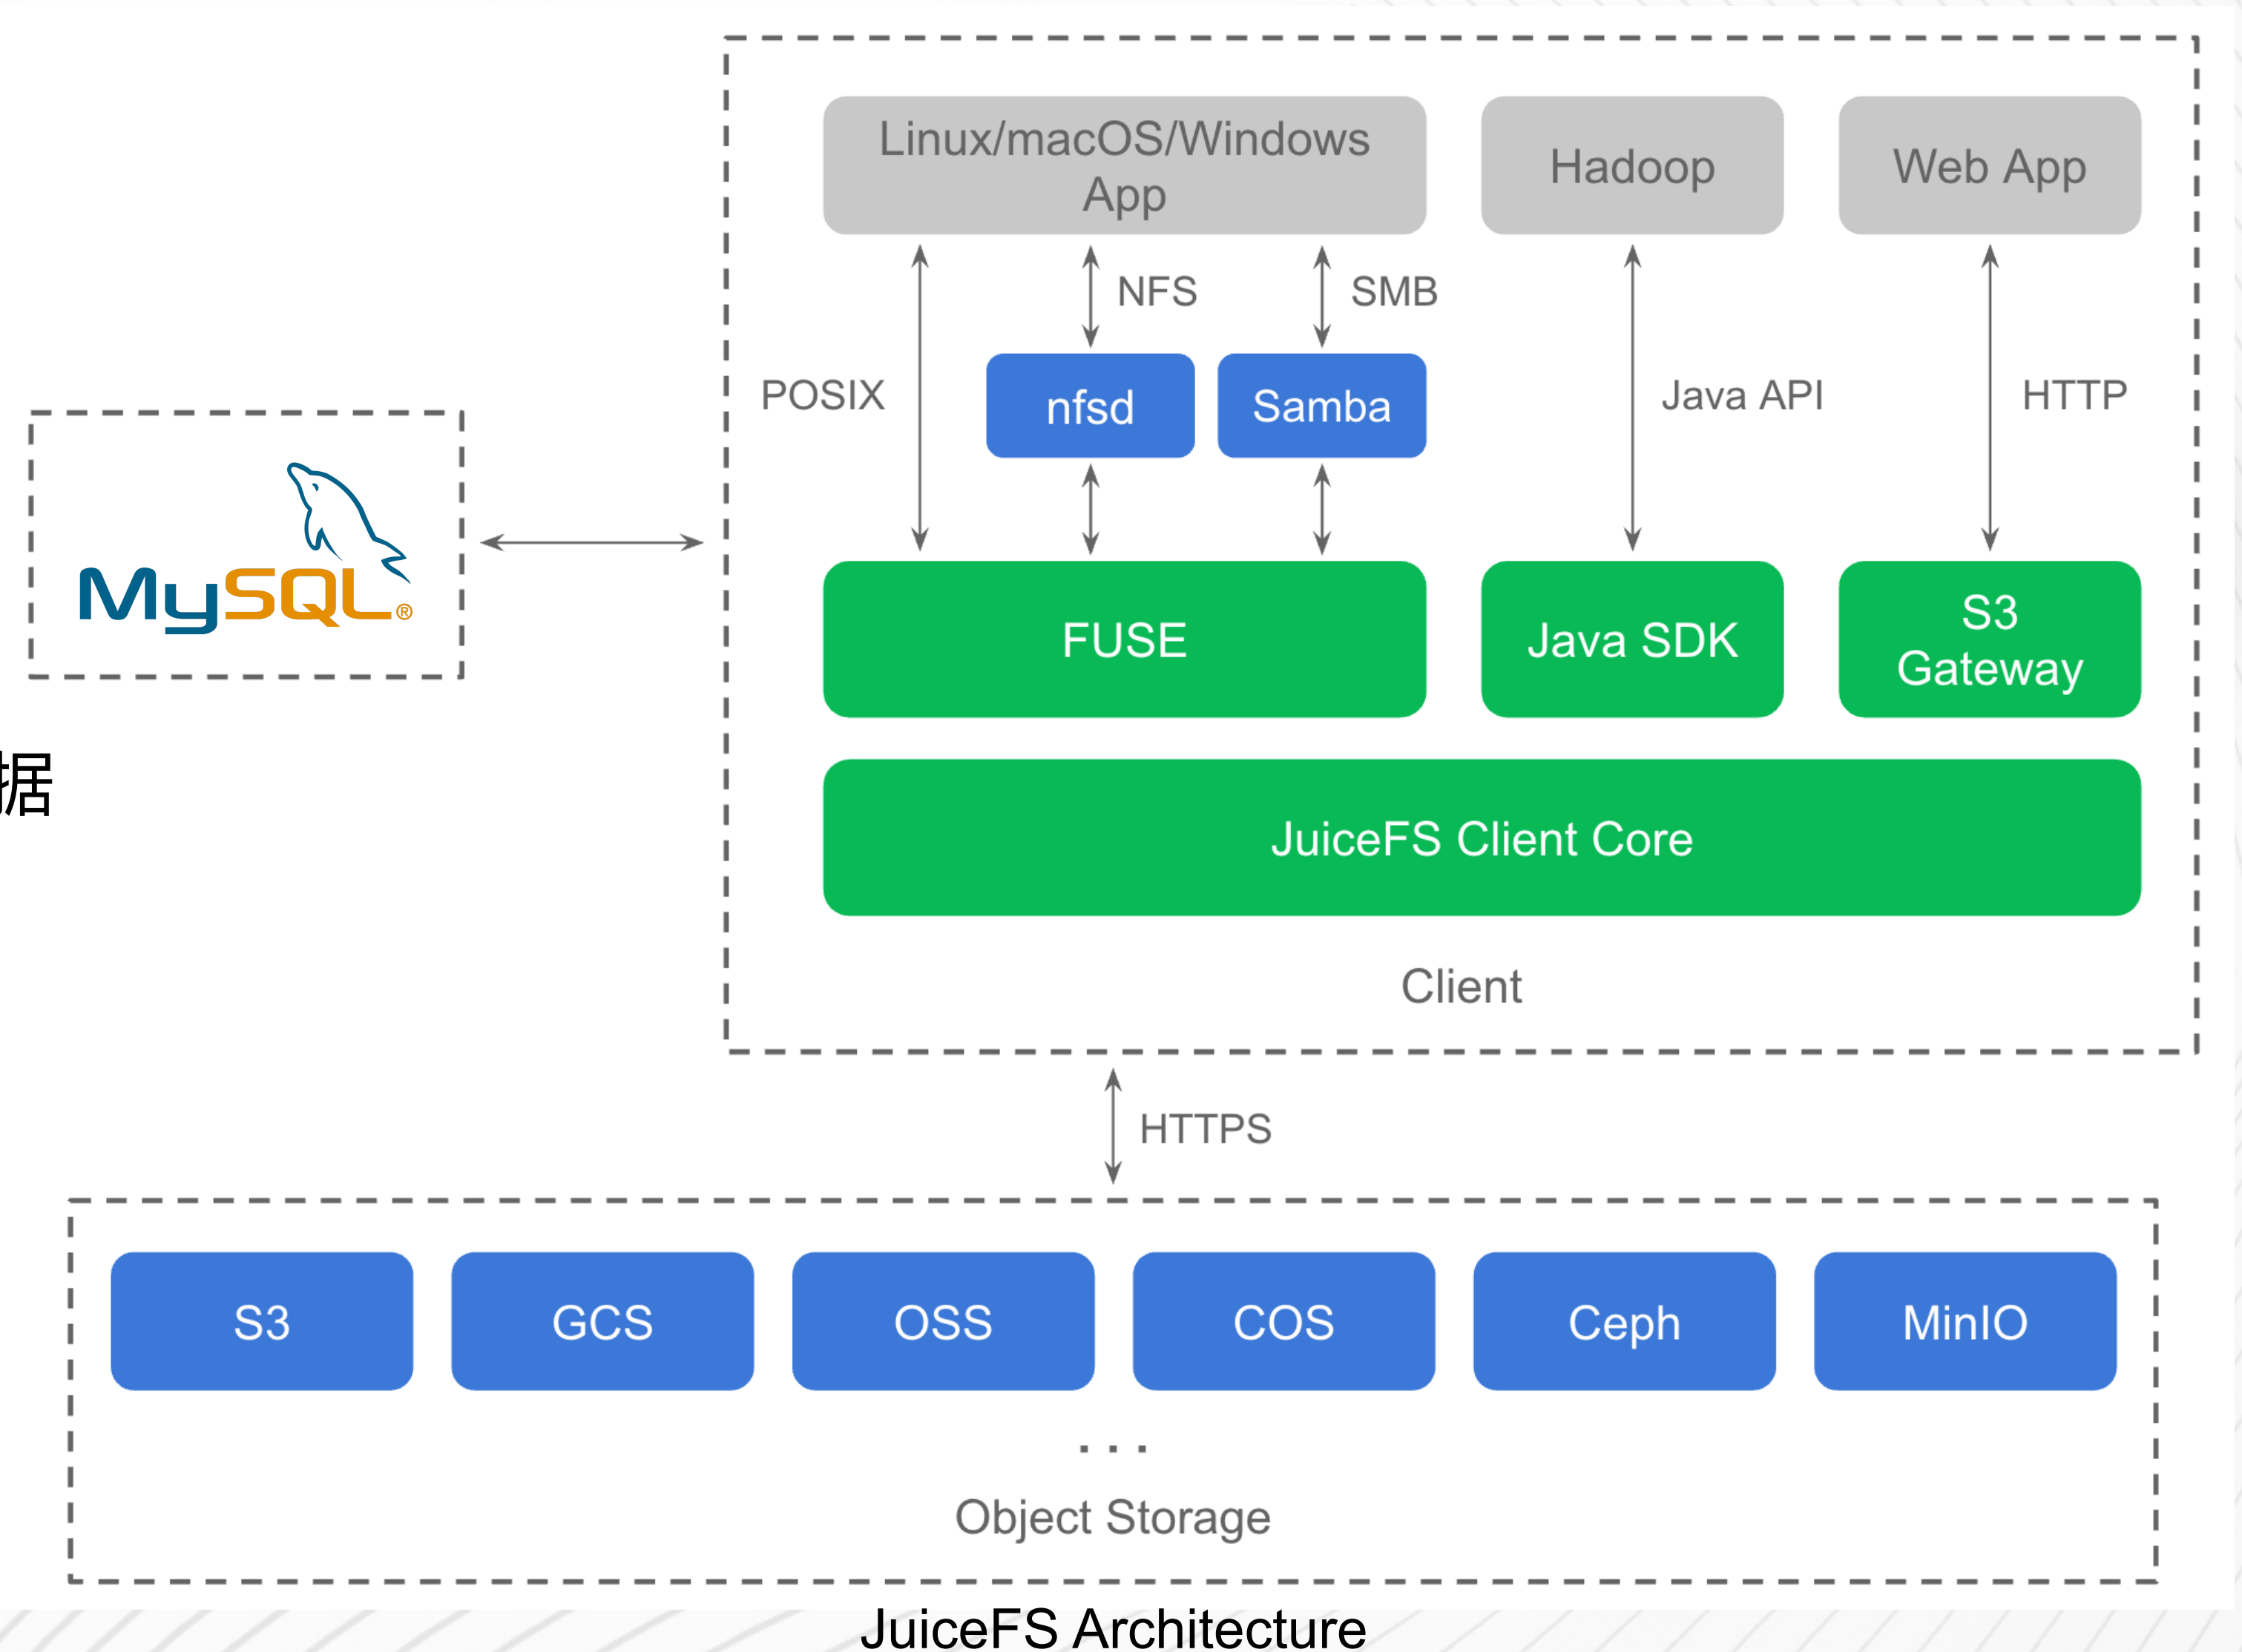 Linux/macOS/Windows
App
Hadoop
Web App
NFS
SMB
POSIX
nfsd
Samba
Java API
HTTP
MySQL®
FUSE
Java SDK
S3
Gateway
据
JuiceFS Client Core
Client
HTTPS
S3
GCS
OSS
COS
Ceph
MinIO
...
Object Storage
JuiceFS Architecture